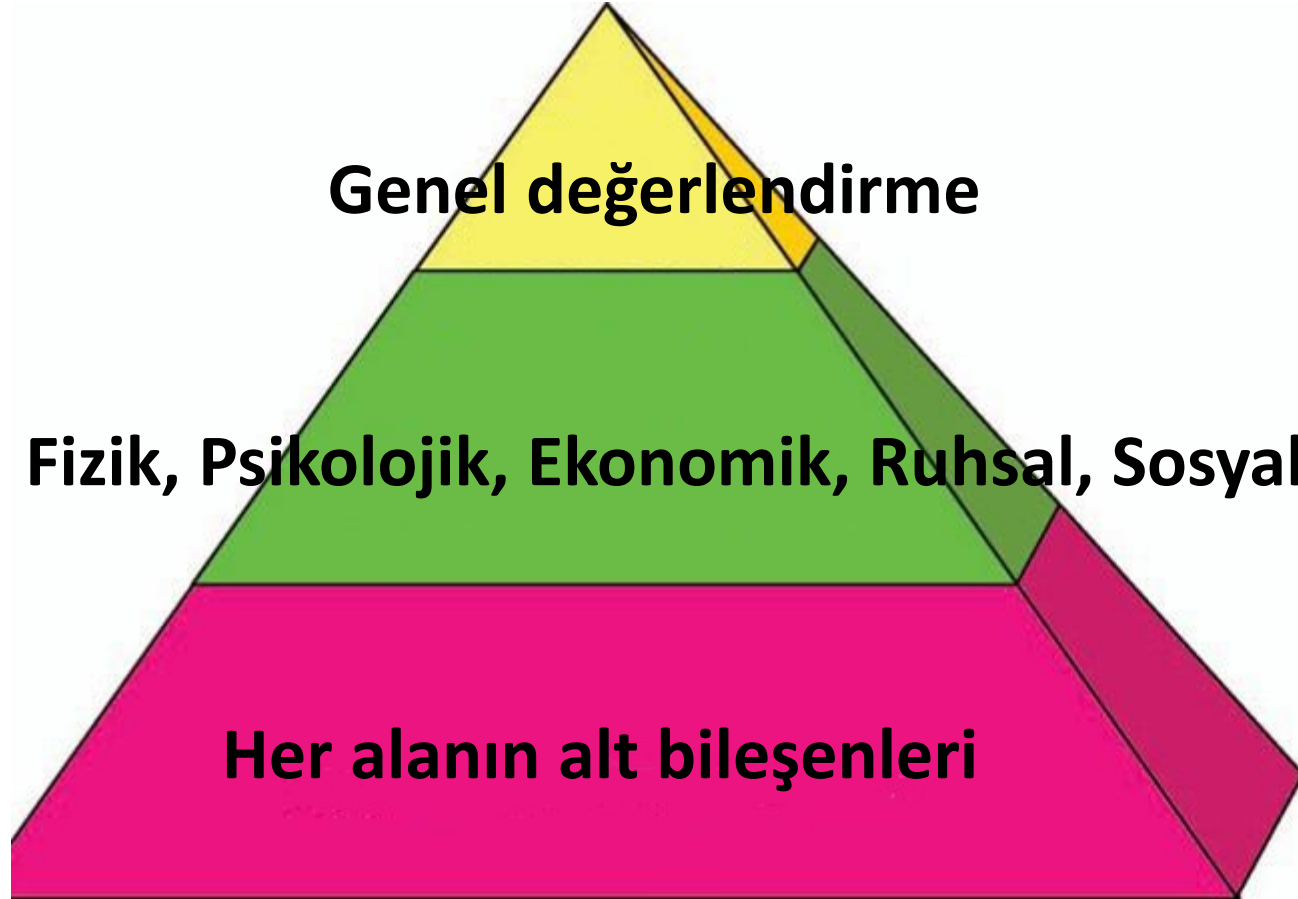 Genel değerlendirme
Fizik, Psikolojik, Ekonomik, Ruhsal, Sosyal
Her alanın alt bileşenleri